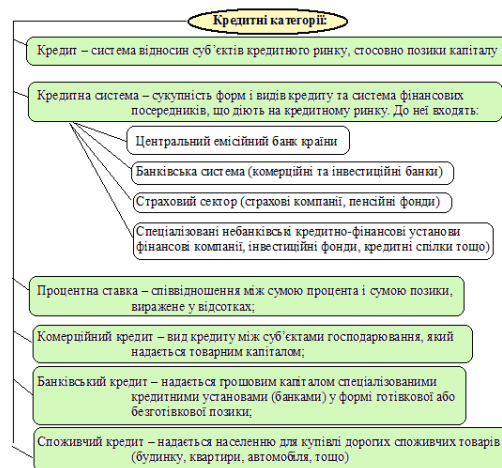 Кредитні категорії:
Кредит – система відносин суб’єктів кредитного ринку, стосовно позики капіталу
Кредитна система – сукупність форм і видів кредиту та система фінансових
посередників, що діють на кредитному ринку. До неї входять:
Центральний емісійний банк країни
Банківська система (комерційні та інвестиційні банки)
Страховий сектор (страхові компанії, пенсійні фонди)
Спеціалізовані небанківські кредитно-фінансові установи
фінансові компанії, інвестиційні фонди, кредитні спілки тощо)
Процентна ставка – співвідношення між сумою процента і сумою позики,
виражене у відсотках;
Комерційний кредит – вид кредиту між суб’єктами господарювання, який
надається товарним капіталом;
Банківський кредит – надається грошовим капіталом спеціалізованими
кредитними установами (банками) у формі готівкової або
безготівкової позики;
Споживчий кредит – надається населенню для купівлі дорогих споживчих товарів
(будинку, квартири, автомобіля, тощо)